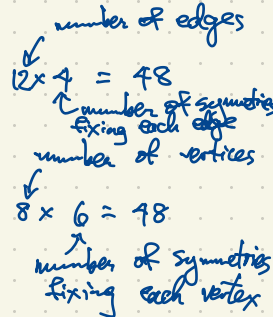 number of edges
12 × 4 = 48
number of symmetries
fixing each edge
number of vertices
8 × 6 = 48
number of symmetries
fixing each vertex